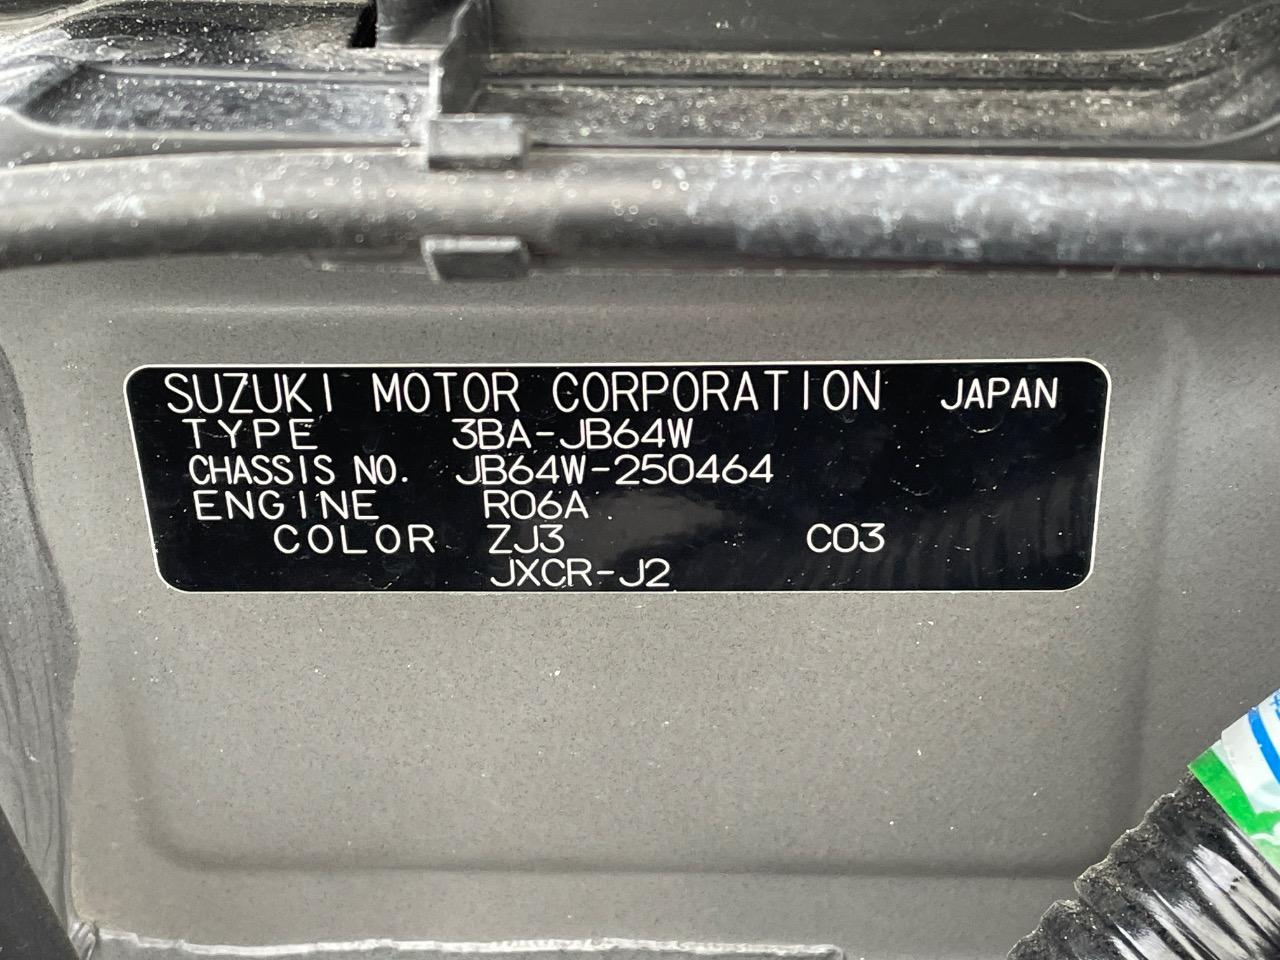 SUZUKI MOTOR CORPORATION JAPAN
TYPE 3BA-JB64W
CHASSIS NO. JB64W-250464
ENGINE R06A
COLOR ZJ3 C03
JXCR-J2